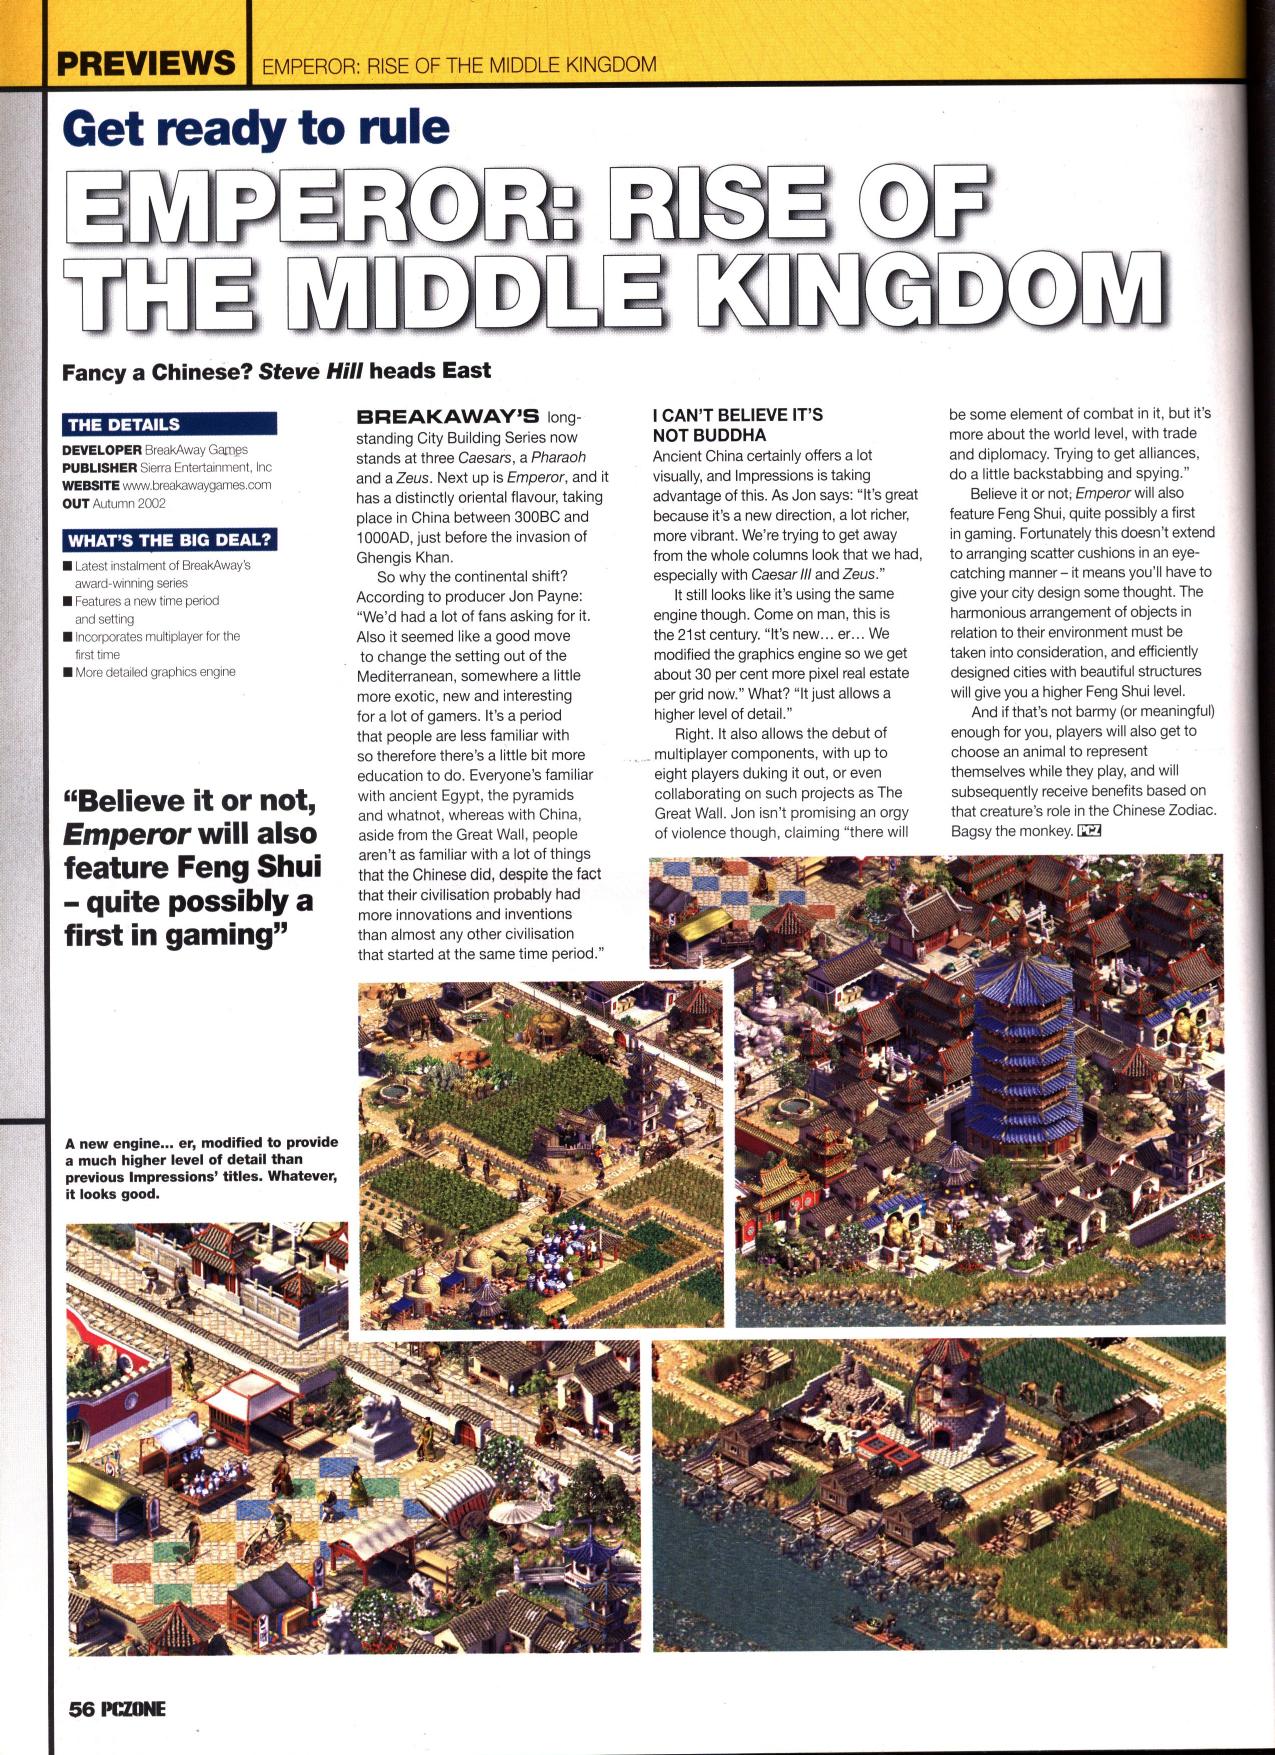 PREVIEWS
EMPEROR: RISE OF THE MIDDLE KINGDOM
Get ready to rule
EMPEROR: RISE OF
THE MIDDLE KINGDOM
Fancy a Chinese? Steve Hill heads East
THE DETAILS
DEVELOPER BreakAway Games
PUBLISHER Sierra Entertainment, Inc
WEBSITE www.breakawaygames.com
OUT Autumn 2002
WHAT'S THE BIG DEAL?
■ Latest instalment of BreakAway's
award-winning series
■ Features a new time period
and setting
■ Incorporates multiplayer for the
first time
■ More detailed graphics engine
“Believe it or not,
Emperor will also
feature Feng Shui
– quite possibly a
first in gaming”
BREAKAWAY'S long-
standing City Building Series now
stands at three Caesars, a Pharaoh
and a Zeus. Next up is Emperor, and it
has a distinctly oriental flavour, taking
place in China between 300BC and
1000AD, just before the invasion of
Ghengis Khan.
So why the continental shift?
According to producer Jon Payne:
“We'd had a lot of fans asking for it.
Also it seemed like a good move
to change the setting out of the
Mediterranean, somewhere a little
more exotic, new and interesting
for a lot of gamers. It's a period
that people are less familiar with
so therefore there's a little bit more
education to do. Everyone's familiar
with ancient Egypt, the pyramids
and whatnot, whereas with China,
aside from the Great Wall, people
aren't as familiar with a lot of things
that the Chinese did, despite the fact
that their civilisation probably had
more innovations and inventions
than almost any other civilisation
that started at the same time period.”
I CAN'T BELIEVE IT'S
NOT BUDDHA
Ancient China certainly offers a lot
visually, and Impressions is taking
advantage of this. As Jon says: “It's great
because it's a new direction, a lot richer,
more vibrant. We're trying to get away
from the whole columns look that we had,
especially with Caesar III and Zeus.”
It still looks like it's using the same
engine though. Come on man, this is
the 21st century. “It's new... er... We
modified the graphics engine so we get
about 30 per cent more pixel real estate
per grid now.” What? “It just allows a
higher level of detail.”
Right. It also allows the debut of
multiplayer components, with up to
eight players duking it out, or even
collaborating on such projects as The
Great Wall. Jon isn't promising an orgy
of violence though, claiming “there will
be some element of combat in it, but it's
more about the world level, with trade
and diplomacy. Trying to get alliances,
do a little backstabbing and spying.”
Believe it or not, Emperor will also
feature Feng Shui, quite possibly a first
in gaming. Fortunately this doesn't extend
to arranging scatter cushions in an eye-
catching manner – it means you'll have to
give your city design some thought. The
harmonious arrangement of objects in
relation to their environment must be
taken into consideration, and efficiently
designed cities with beautiful structures
will give you a higher Feng Shui level.
And if that's not barmy (or meaningful)
enough for you, players will also get to
choose an animal to represent
themselves while they play, and will
subsequently receive benefits based on
that creature's role in the Chinese Zodiac.
Bagsy the monkey. PCZ
A new engine... er, modified to provide
a much higher level of detail than
previous Impressions' titles. Whatever,
it looks good.
56 PCZONE